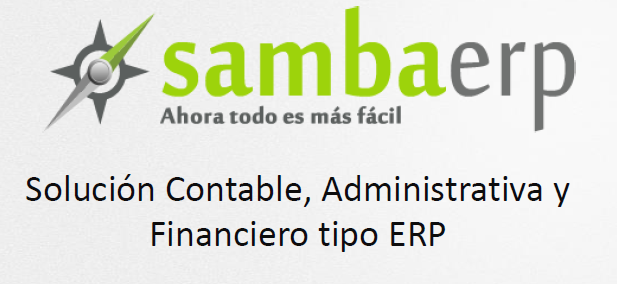 sambaerp
Ahora todo es más fácil
Solución Contable, Administrativa y
Financiero tipo ERP